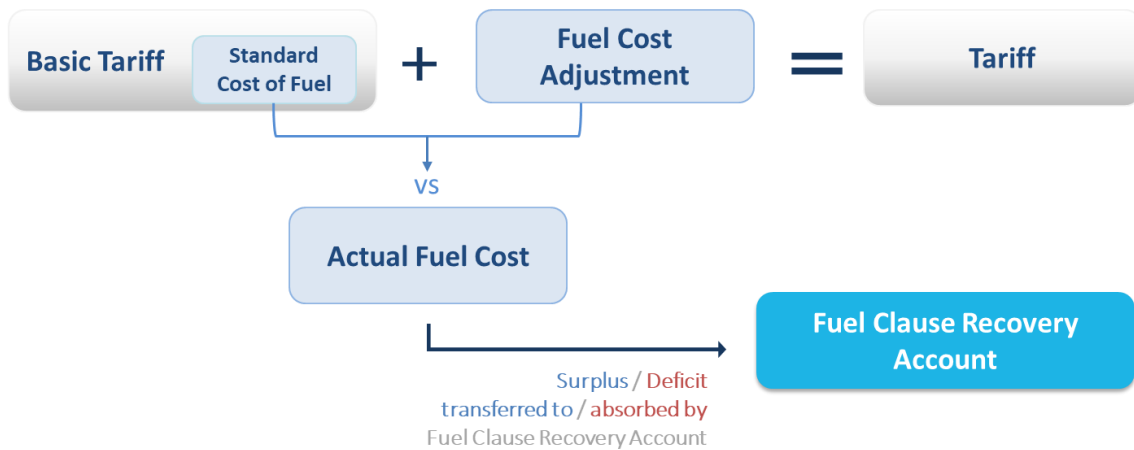 Basic Tariff
Standard
Cost of Fuel
+
Fuel Cost
Adjustment
=
Tariff
vs
Actual Fuel Cost
Fuel Clause Recovery
Account
Surplus / Deficit
transferred to / absorbed by
Fuel Clause Recovery Account